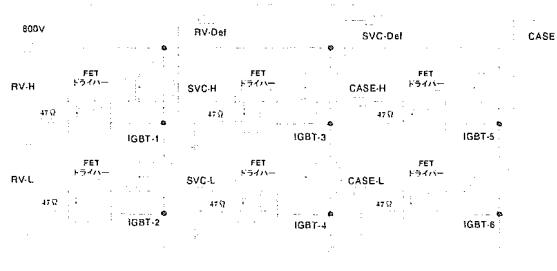 800V
RV-Def
SVC-Def
CASE
RV-H
FET
ドライバー
47Ω
IGBT-1
SVC-H
FET
ドライバー
47Ω
IGBT-3
CASE-H
FET
ドライバー
47Ω
IGBT-5
RV-L
FET
ドライバー
47Ω
IGBT-2
SVC-L
FET
ドライバー
47Ω
IGBT-4
CASE-L
FET
ドライバー
47Ω
IGBT-6